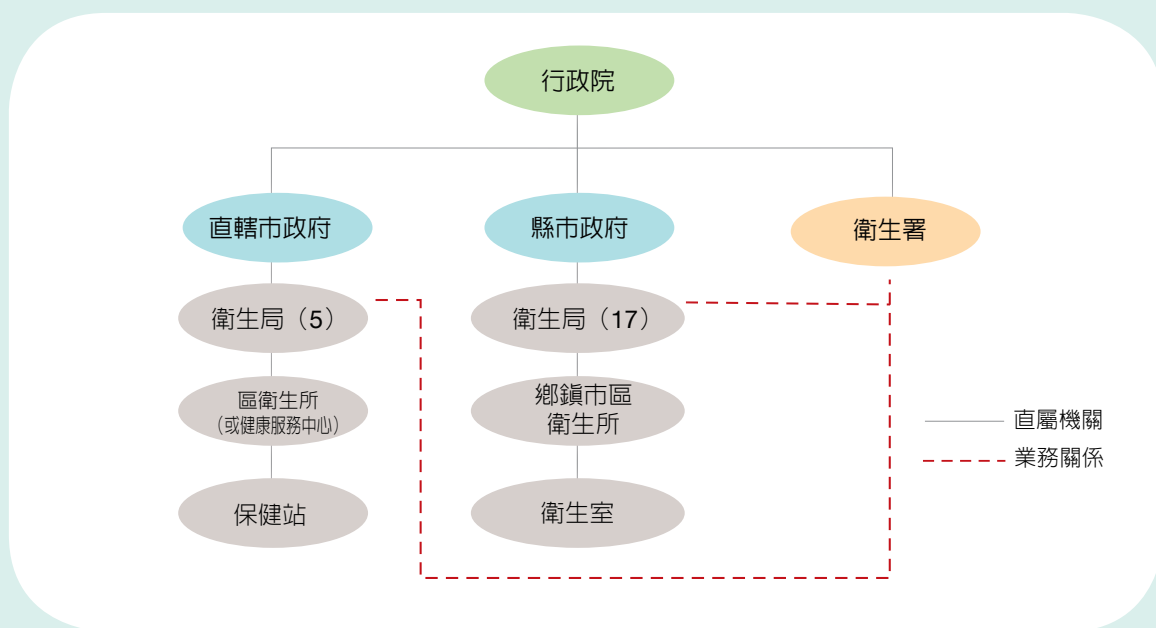 行政院
直轄市政府
縣市政府
衛生署
衛生局（5）
衛生局（17）
區衛生所
（或健康服務中心）
鄉鎮市區
衛生所
保健站
衛生室
直屬機關
業務關係